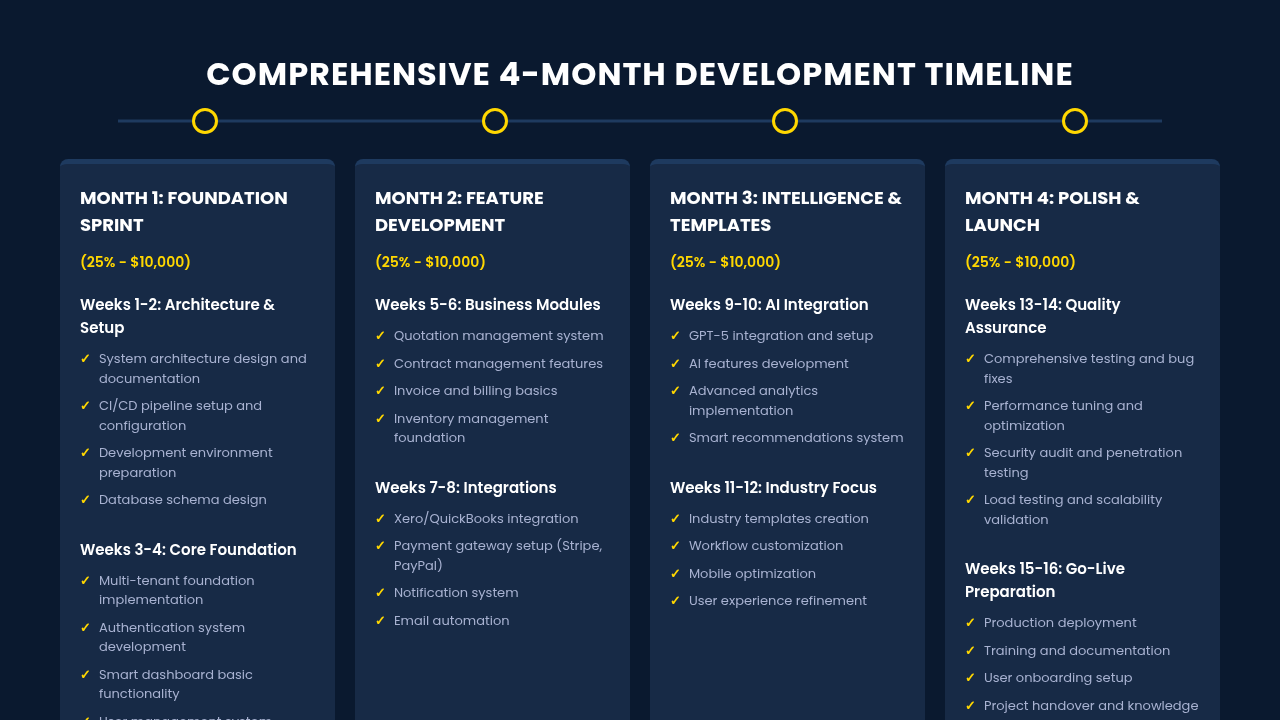 COMPREHENSIVE 4-MONTH DEVELOPMENT TIMELINE
MONTH 1: FOUNDATION
SPRINT
(25% - $10,000)
Weeks 1-2: Architecture &
Setup
✓ System architecture design and
documentation
✓ CI/CD pipeline setup and
configuration
✓ Development environment
preparation
✓ Database schema design
Weeks 3-4: Core Foundation
✓ Multi-tenant foundation
implementation
✓ Authentication system
development
✓ Smart dashboard basic
functionality
✓ User management system
MONTH 2: FEATURE
DEVELOPMENT
(25% - $10,000)
Weeks 5-6: Business Modules
✓ Quotation management system
✓ Contract management features
✓ Invoice and billing basics
✓ Inventory management
foundation
Weeks 7-8: Integrations
✓ Xero/QuickBooks integration
✓ Payment gateway setup (Stripe,
PayPal)
✓ Notification system
✓ Email automation
MONTH 3: INTELLIGENCE &
TEMPLATES
(25% - $10,000)
Weeks 9-10: AI Integration
✓ GPT-5 integration and setup
✓ AI features development
✓ Advanced analytics
implementation
✓ Smart recommendations system
Weeks 11-12: Industry Focus
✓ Industry templates creation
✓ Workflow customization
✓ Mobile optimization
✓ User experience refinement
MONTH 4: POLISH &
LAUNCH
(25% - $10,000)
Weeks 13-14: Quality
Assurance
✓ Comprehensive testing and bug
fixes
✓ Performance tuning and
optimization
✓ Security audit and penetration
testing
✓ Load testing and scalability
validation
Weeks 15-16: Go-Live
Preparation
✓ Production deployment
✓ Training and documentation
✓ User onboarding setup
✓ Project handover and knowledge